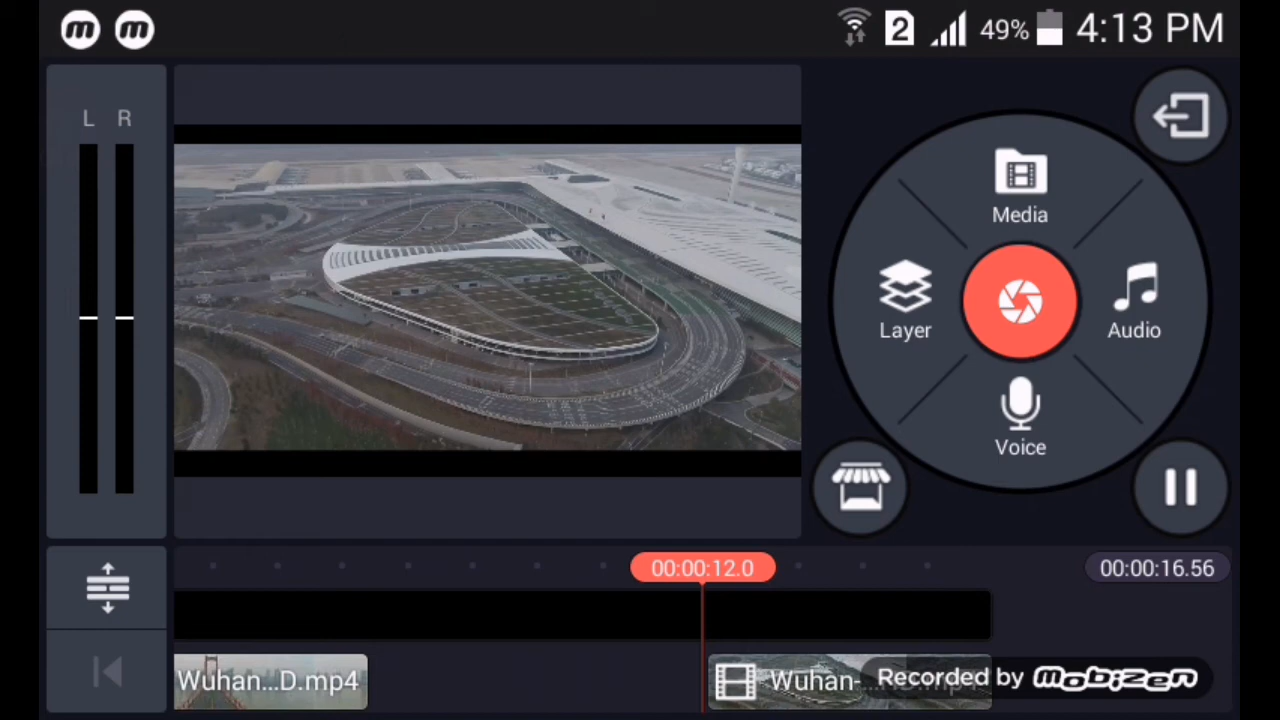 m m 2 49% 4:13 PM
L R
Media
Layer
Audio
Voice
00:00:12.0
00:00:16.56
Wuhan...D.mp4
Wuhan-...
Recorded by mobizen